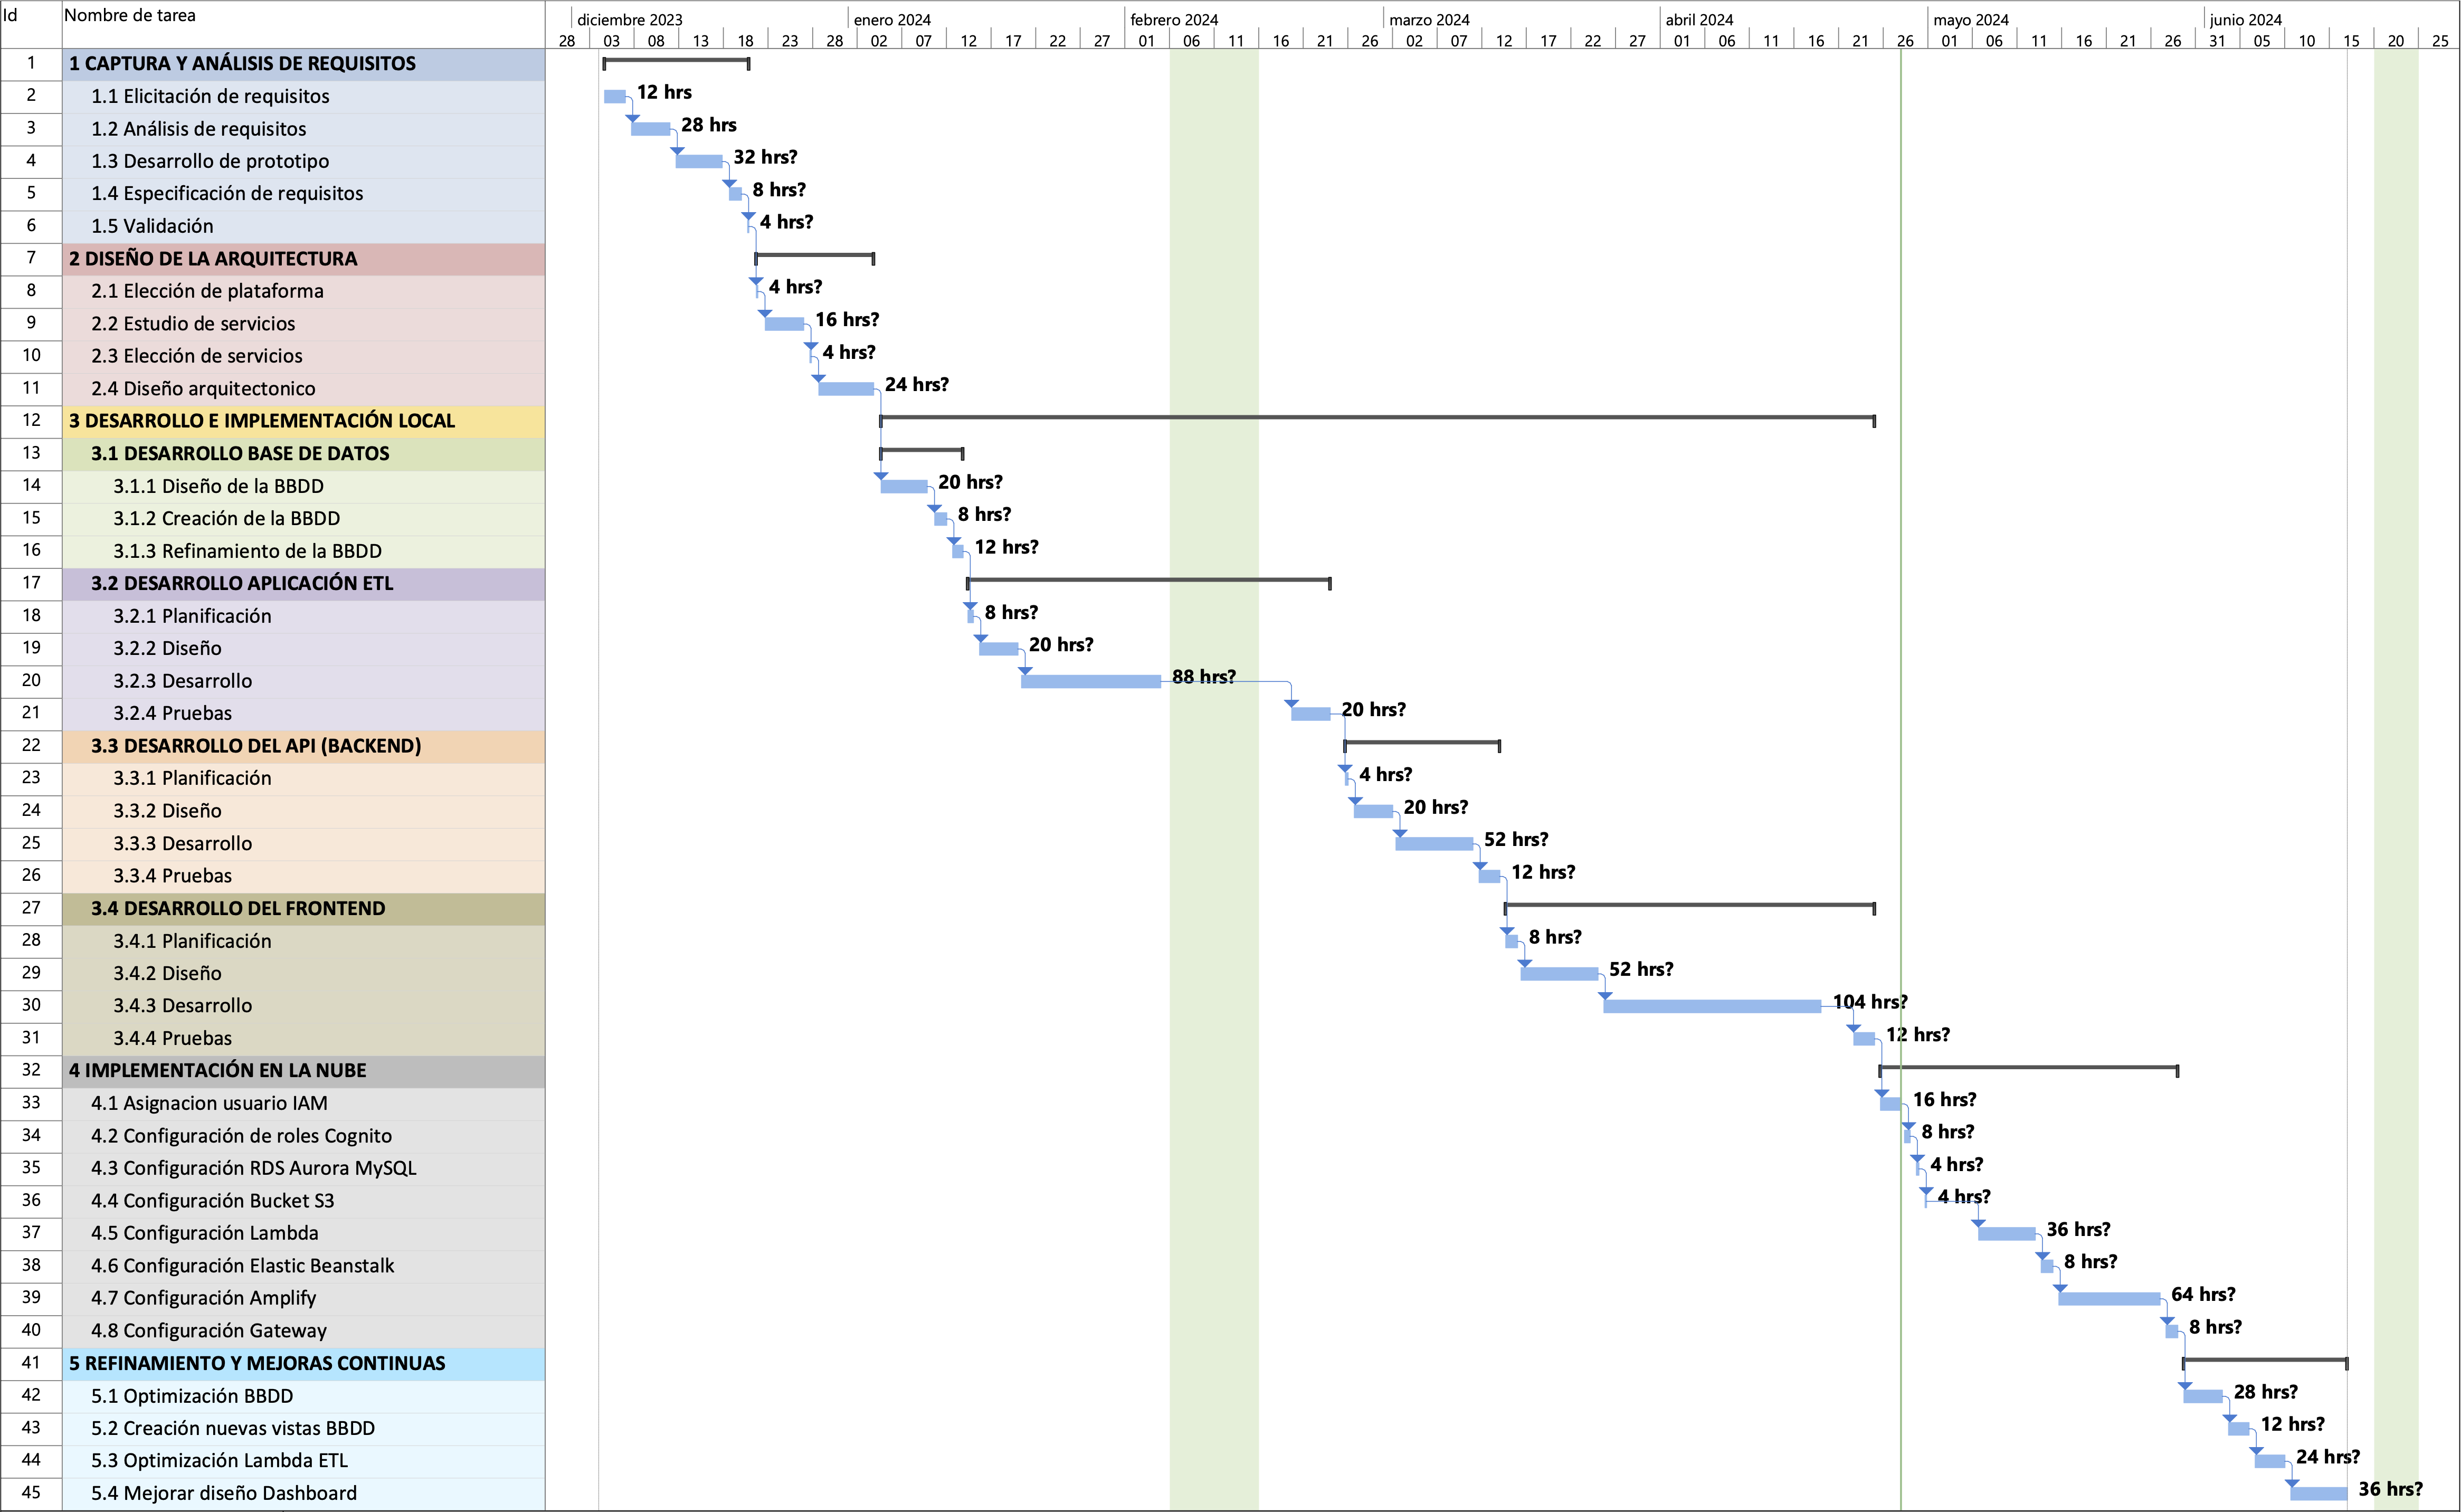 Id Nombre de tarea diciembre 2023 enero 2024 febrero 2024 marzo 2024 abril 2024 mayo 2024 junio 2024
28 03 08 13 18 23 28 02 07 12 17 22 27 01 06 11 16 21 26 02 07 12 17 22 27 01 06 11 16 21 26 01 06 11 16 21 26 31 05 10 15 20 25
1 1 CAPTURA Y ANÁLISIS DE REQUISITOS
2 1.1 Elicitación de requisitos 12 hrs
3 1.2 Análisis de requisitos 28 hrs
4 1.3 Desarrollo de prototipo 32 hrs?
5 1.4 Especificación de requisitos 8 hrs?
6 1.5 Validación 4 hrs?
7 2 DISEÑO DE LA ARQUITECTURA
8 2.1 Elección de plataforma 4 hrs?
9 2.2 Estudio de servicios 16 hrs?
10 2.3 Elección de servicios 4 hrs?
11 2.4 Diseño arquitectonico 24 hrs?
12 3 DESARROLLO E IMPLEMENTACIÓN LOCAL
13 3.1 DESARROLLO BASE DE DATOS
14 3.1.1 Diseño de la BBDD 20 hrs?
15 3.1.2 Creación de la BBDD 8 hrs?
16 3.1.3 Refinamiento de la BBDD 12 hrs?
17 3.2 DESARROLLO APLICACIÓN ETL
18 3.2.1 Planificación 8 hrs?
19 3.2.2 Diseño 20 hrs?
20 3.2.3 Desarrollo 88 hrs?
21 3.2.4 Pruebas 20 hrs?
22 3.3 DESARROLLO DEL API (BACKEND)
23 3.3.1 Planificación 4 hrs?
24 3.3.2 Diseño 20 hrs?
25 3.3.3 Desarrollo 52 hrs?
26 3.3.4 Pruebas 12 hrs?
27 3.4 DESARROLLO DEL FRONTEND
28 3.4.1 Planificación 8 hrs?
29 3.4.2 Diseño 52 hrs?
30 3.4.3 Desarrollo 104 hrs?
31 3.4.4 Pruebas 12 hrs?
32 4 IMPLEMENTACIÓN EN LA NUBE
33 4.1 Asignacion usuario IAM 16 hrs?
34 4.2 Configuración de roles Cognito 8 hrs?
35 4.3 Configuración RDS Aurora MySQL 4 hrs?
36 4.4 Configuración Bucket S3 4 hrs?
37 4.5 Configuración Lambda 36 hrs?
38 4.6 Configuración Elastic Beanstalk 8 hrs?
39 4.7 Configuración Amplify 64 hrs?
40 4.8 Configuración Gateway 8 hrs?
41 5 REFINAMIENTO Y MEJORAS CONTINUAS
42 5.1 Optimización BBDD 28 hrs?
43 5.2 Creación nuevas vistas BBDD 12 hrs?
44 5.3 Optimización Lambda ETL 24 hrs?
45 5.4 Mejorar diseño Dashboard 36 hrs?